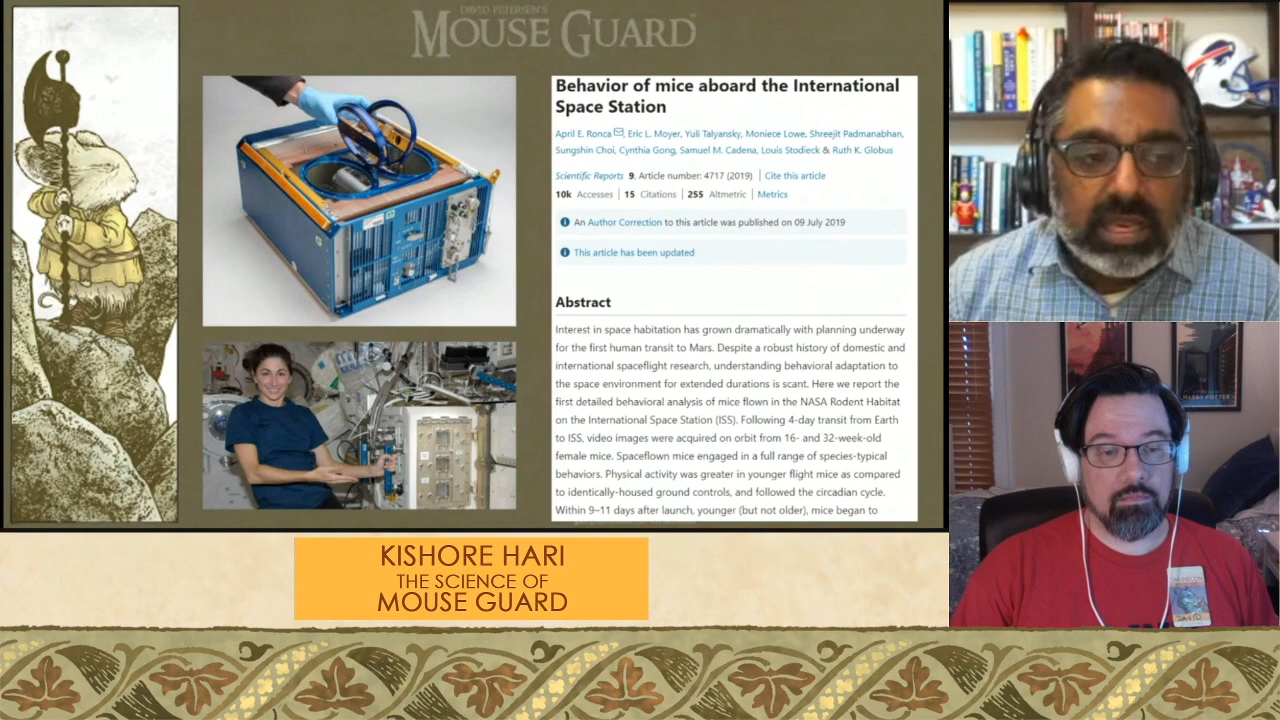 DAVID PETERSEN'S
MOUSE GUARD
Behavior of mice aboard the International
Space Station
April E. Ronca, Eric L. Moyer, Yuli Talyansky, Moniece Lowe, Shreejit Padmanabhan,
Sungshin Choi, Cynthia Gong, Samuel M. Cadena, Louis Stodieck & Ruth K. Globus
Scientific Reports 9, Article number: 4717 (2019) | Cite this article
10k Accesses | 15 Citations | 255 Altmetric | Metrics
An Author Correction to this article was published on 09 July 2019
This article has been updated
Abstract
Interest in space habitation has grown dramatically with planning underway
for the first human transit to Mars. Despite a robust history of domestic and
international spaceflight research, understanding behavioral adaptation to
the space environment for extended durations is scant. Here we report the
first detailed behavioral analysis of mice flown in the NASA Rodent Habitat
on the International Space Station (ISS). Following 4-day transit from Earth
to ISS, video images were acquired on orbit from 16- and 32-week-old
female mice. Spaceflown mice engaged in a full range of species-typical
behaviors. Physical activity was greater in younger flight mice as compared
to identically-housed ground controls, and followed the circadian cycle.
Within 9–11 days after launch, younger (but not older), mice began to
HARRY POTTER
DAVID
KISHORE HARI
THE SCIENCE OF
MOUSE GUARD